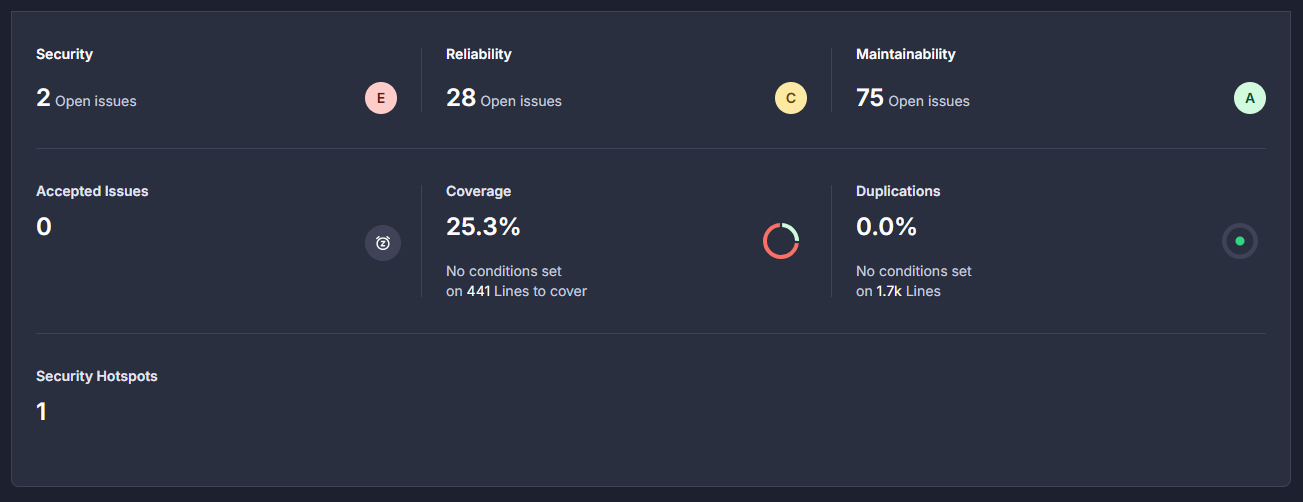 Security
2 Open issues
E
Reliability
28 Open issues
C
Maintainability
75 Open issues
A
Accepted Issues
0
Coverage
25.3%
No conditions set
on 441 Lines to cover
Duplications
0.0%
No conditions set
on 1.7k Lines
Security Hotspots
1